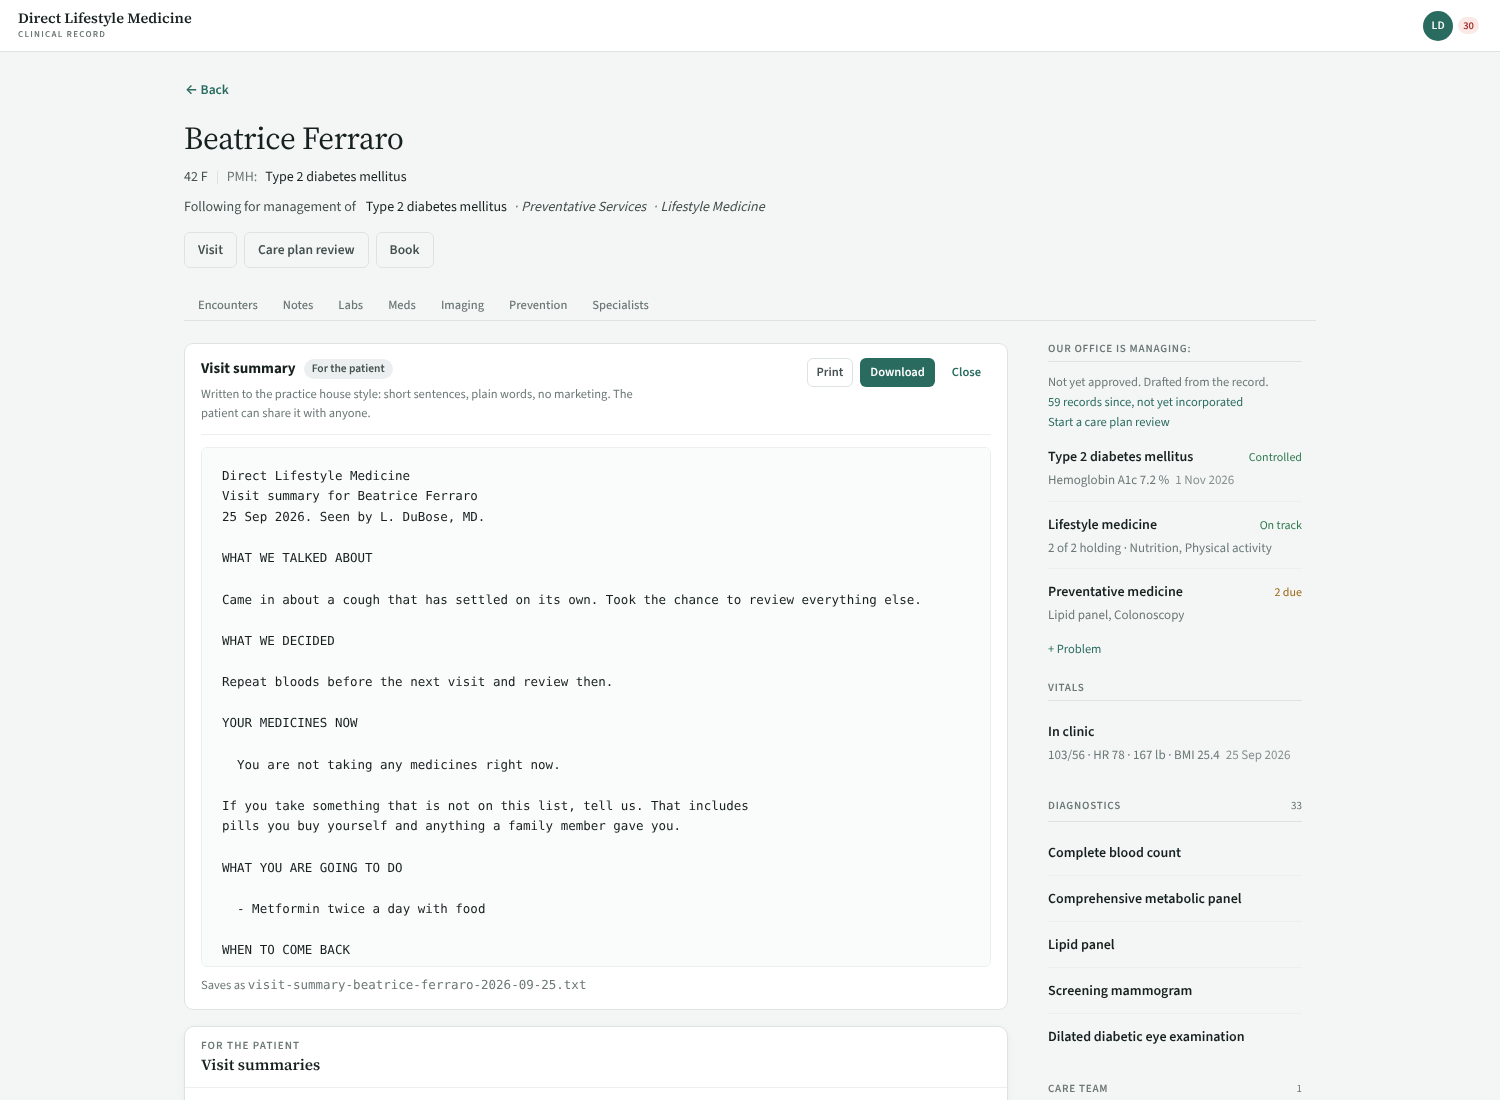 Direct Lifestyle Medicine
CLINICAL RECORD
LD 30
← Back
Beatrice Ferraro
42 F PMH: Type 2 diabetes mellitus
Following for management of Type 2 diabetes mellitus · Preventative Services · Lifestyle Medicine
Visit Care plan review Book
Encounters Notes Labs Meds Imaging Prevention Specialists
Visit summary For the patient
Print Download Close
Written to the practice house style: short sentences, plain words, no marketing. The
patient can share it with anyone.
Direct Lifestyle Medicine
Visit summary for Beatrice Ferraro
25 Sep 2026. Seen by L. DuBose, MD.
WHAT WE TALKED ABOUT
Came in about a cough that has settled on its own. Took the chance to review everything else.
WHAT WE DECIDED
Repeat bloods before the next visit and review then.
YOUR MEDICINES NOW
You are not taking any medicines right now.
If you take something that is not on this list, tell us. That includes
pills you buy yourself and anything a family member gave you.
WHAT YOU ARE GOING TO DO
- Metformin twice a day with food
WHEN TO COME BACK
Saves as visit-summary-beatrice-ferraro-2026-09-25.txt
FOR THE PATIENT
Visit summaries
OUR OFFICE IS MANAGING:
Not yet approved. Drafted from the record.
59 records since, not yet incorporated
Start a care plan review
Type 2 diabetes mellitus Controlled
Hemoglobin A1c 7.2 % 1 Nov 2026
Lifestyle medicine On track
2 of 2 holding · Nutrition, Physical activity
Preventative medicine 2 due
Lipid panel, Colonoscopy
+ Problem
VITALS
In clinic
103/56 · HR 78 · 167 lb · BMI 25.4 25 Sep 2026
DIAGNOSTICS 33
Complete blood count
Comprehensive metabolic panel
Lipid panel
Screening mammogram
Dilated diabetic eye examination
CARE TEAM 1